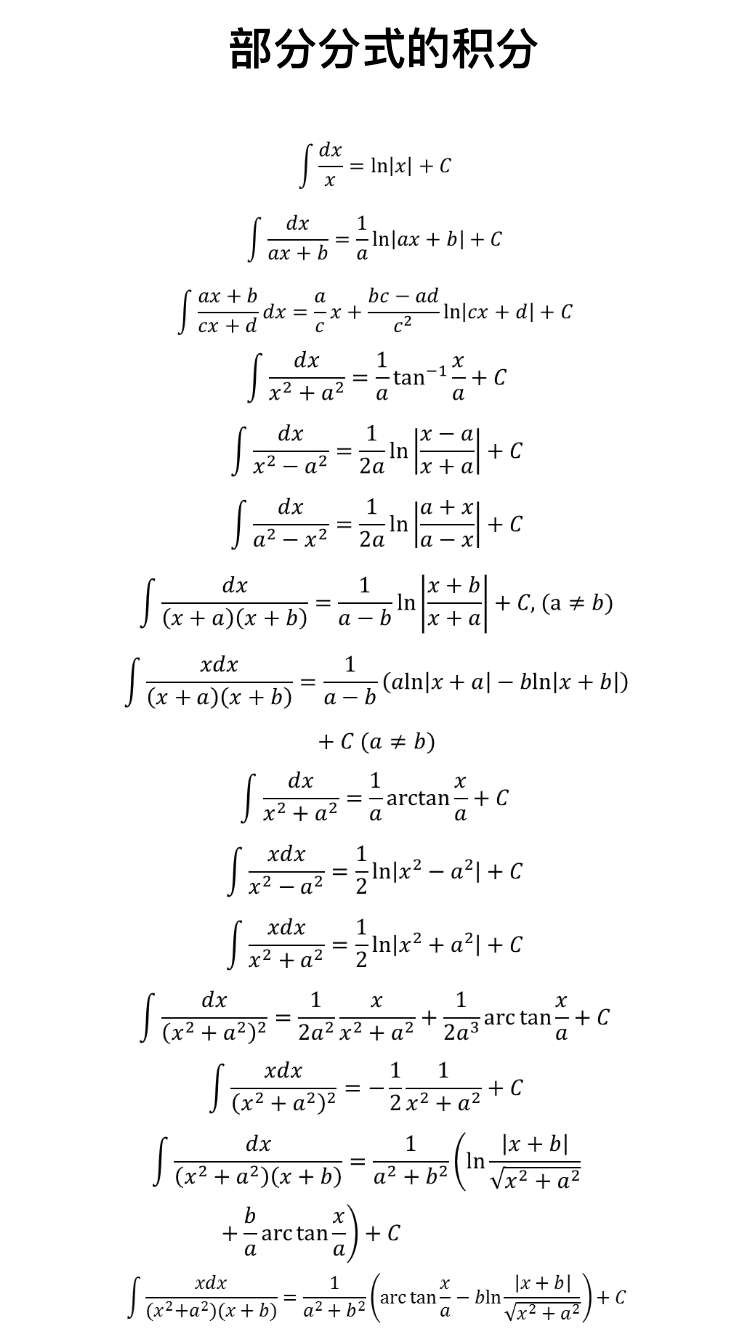 部分分式的积分
∫ dx/x = ln|x| + C
∫ dx/(ax + b) = 1/a ln|ax + b| + C
∫ (ax + b)/(cx + d) dx = a/c x + (bc − ad)/c² ln|cx + d| + C
∫ dx/(x² + a²) = 1/a tan⁻¹ x/a + C
∫ dx/(x² − a²) = 1/2a ln |(x − a)/(x + a)| + C
∫ dx/(a² − x²) = 1/2a ln |(a + x)/(a − x)| + C
∫ dx/((x + a)(x + b)) = 1/(a − b) ln |(x + b)/(x + a)| + C, (a ≠ b)
∫ xdx/((x + a)(x + b)) = 1/(a − b) (aln|x + a| − bln|x + b|)
+ C (a ≠ b)
∫ dx/(x² + a²) = 1/a arctan x/a + C
∫ xdx/(x² − a²) = 1/2 ln|x² − a²| + C
∫ xdx/(x² + a²) = 1/2 ln|x² + a²| + C
∫ dx/(x² + a²)² = 1/2a² x/(x² + a²) + 1/2a³ arc tan x/a + C
∫ xdx/(x² + a²)² = − 1/2 1/(x² + a²) + C
∫ dx/((x² + a²)(x + b)) = 1/(a² + b²) (ln |x + b|/√(x² + a²)
+ b/a arc tan x/a) + C
∫ xdx/((x²+a²)(x + b)) = 1/(a² + b²) (arc tan x/a − bln |x + b|/√(x² + a²)) + C